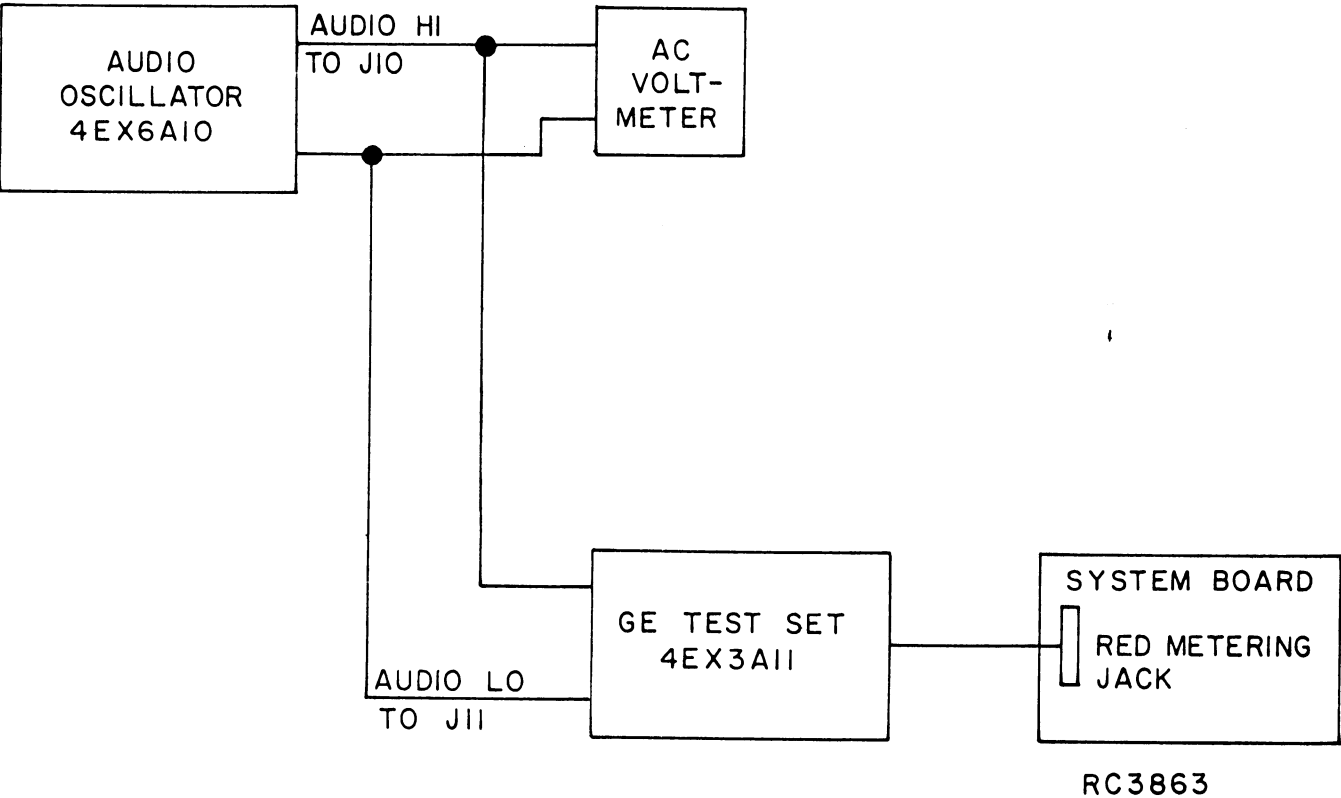 AUDIO
OSCILLATOR
4EX6A10
AUDIO HI
TO J10
AC
VOLT-
METER
AUDIO LO
TO J11
GE TEST SET
4EX3A11
SYSTEM BOARD
RED METERING
JACK
RC3863